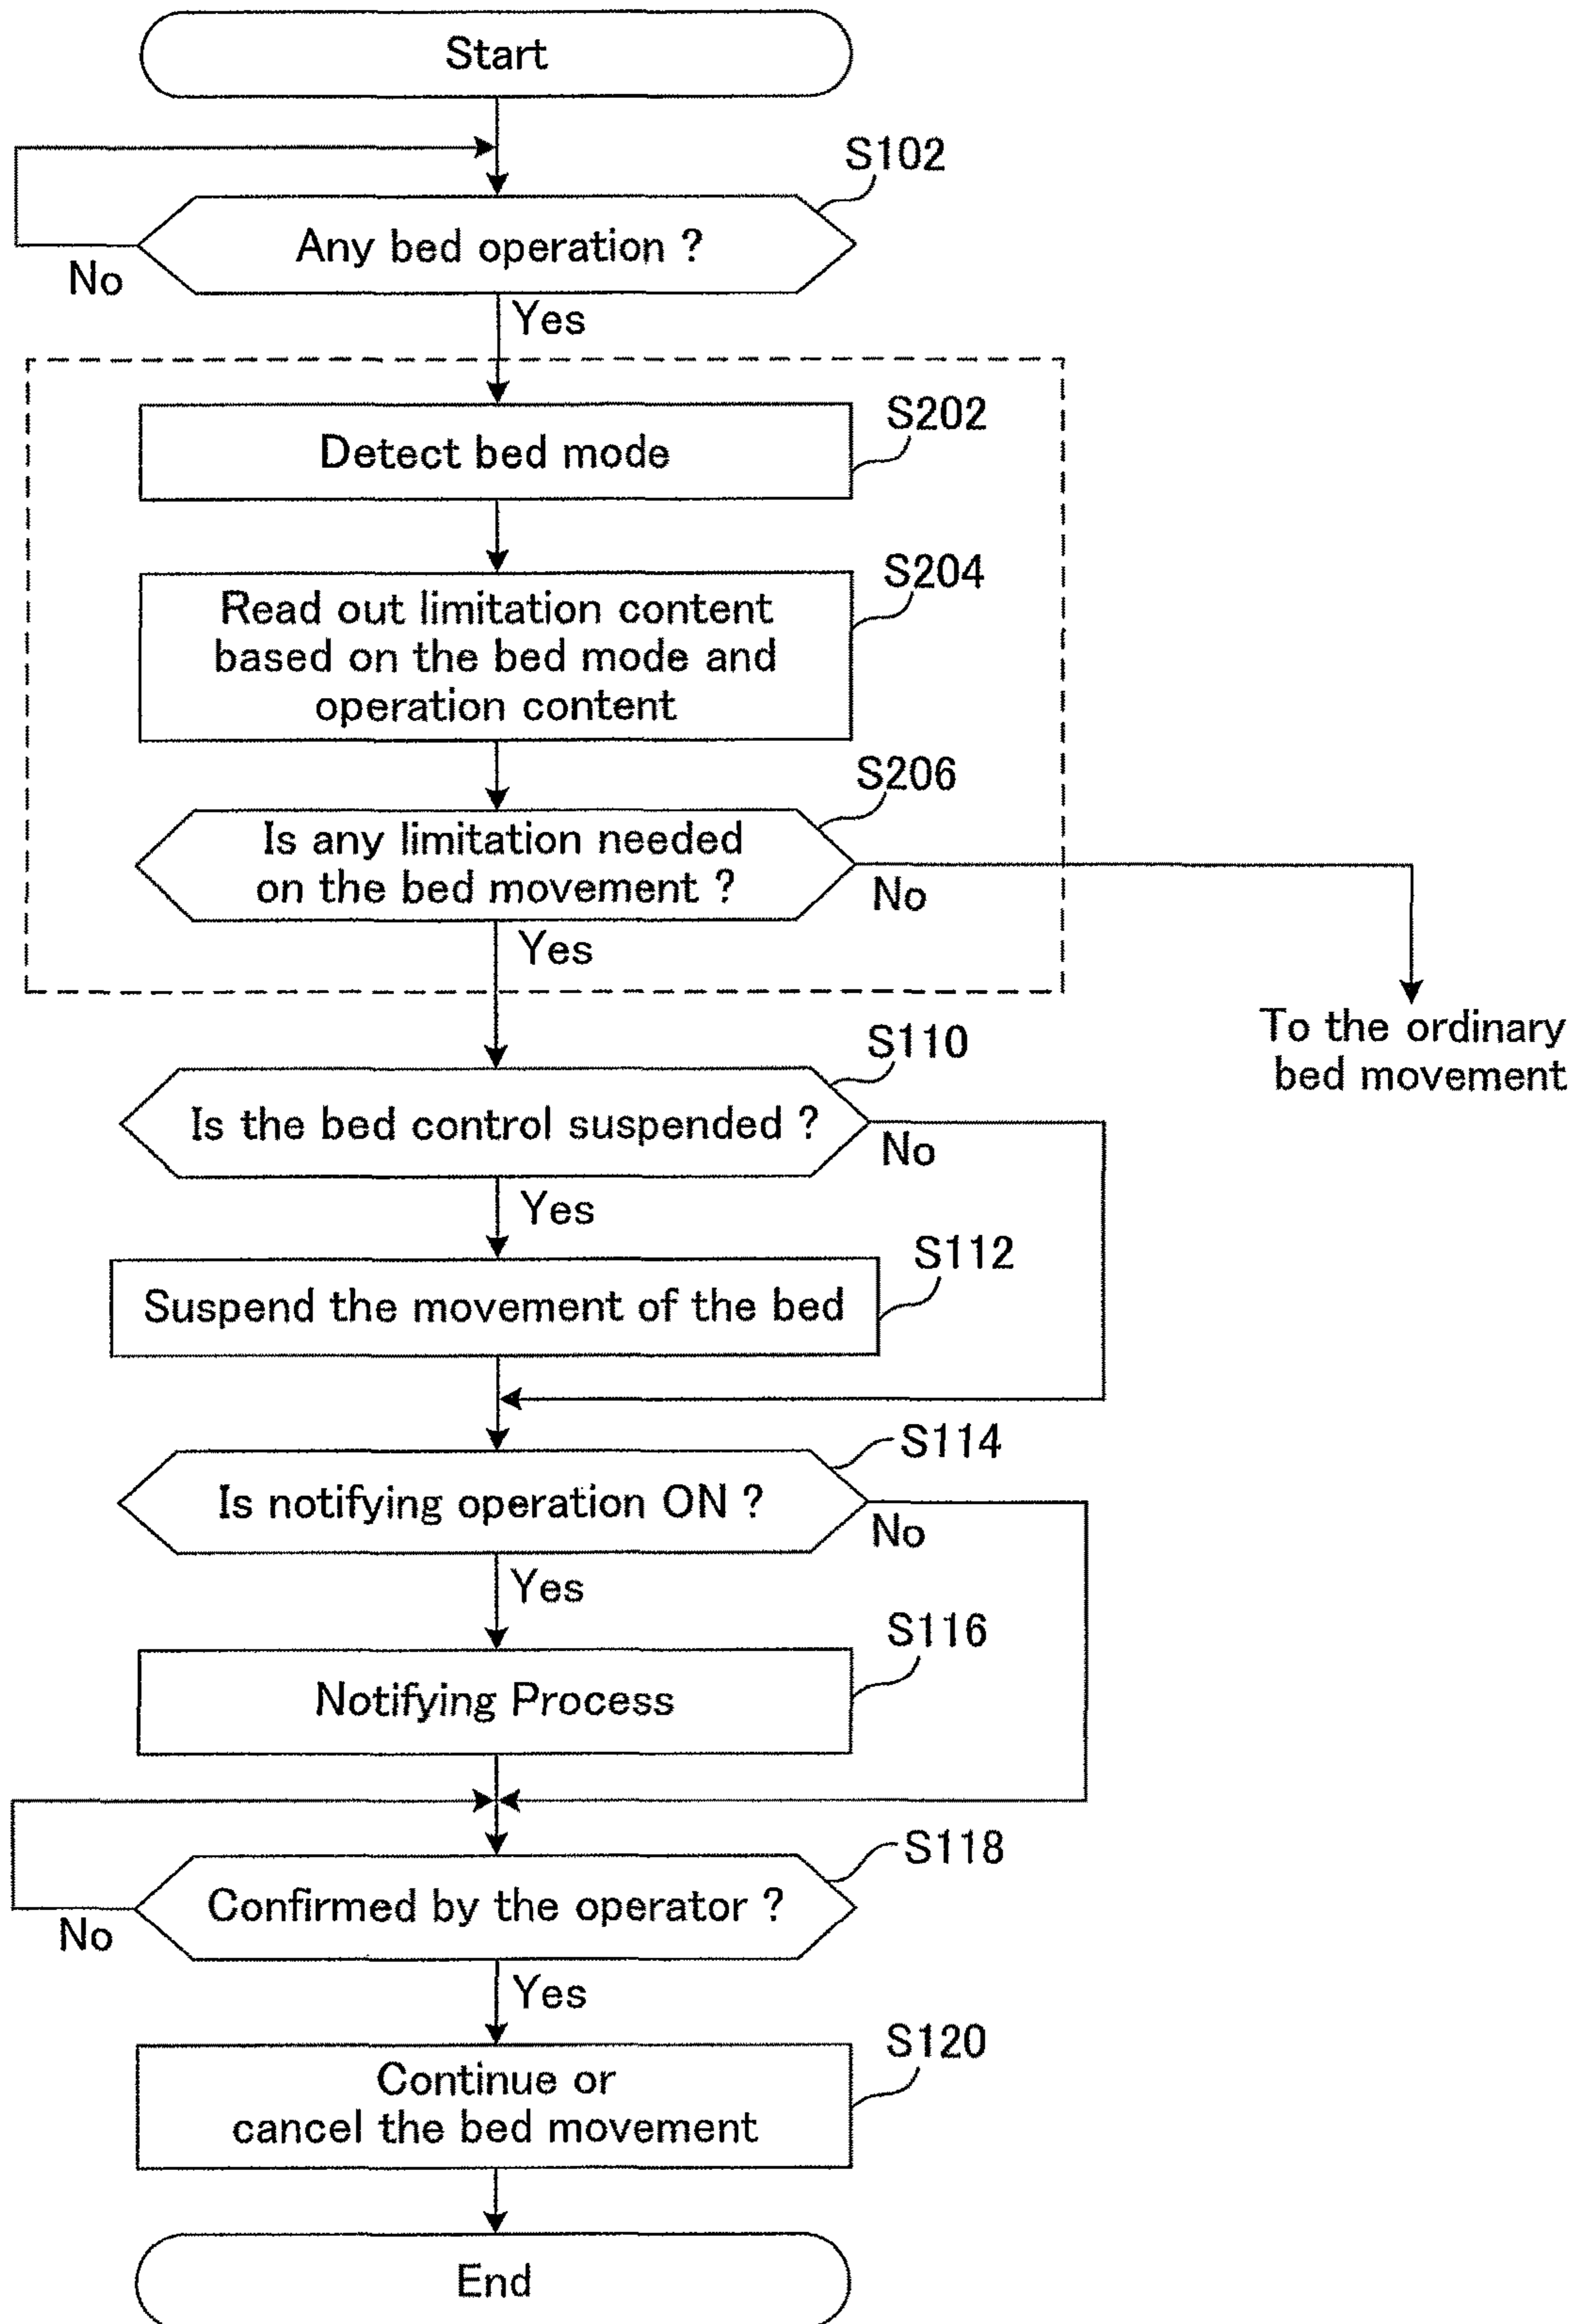 Start
S102
Any bed operation ?
No
Yes
S202
Detect bed mode
S204
Read out limitation content
based on the bed mode and
operation content
S206
Is any limitation needed
on the bed movement ?
No
Yes
To the ordinary
bed movement
S110
Is the bed control suspended ?
No
Yes
S112
Suspend the movement of the bed
S114
Is notifying operation ON ?
No
Yes
S116
Notifying Process
S118
Confirmed by the operator ?
No
Yes
S120
Continue or
cancel the bed movement
End